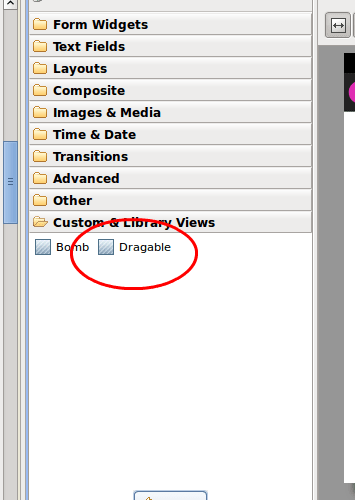 Form Widgets
Text Fields
Layouts
Composite
Images & Media
Time & Date
Transitions
Advanced
Other
Custom & Library Views
Bomb Dragable